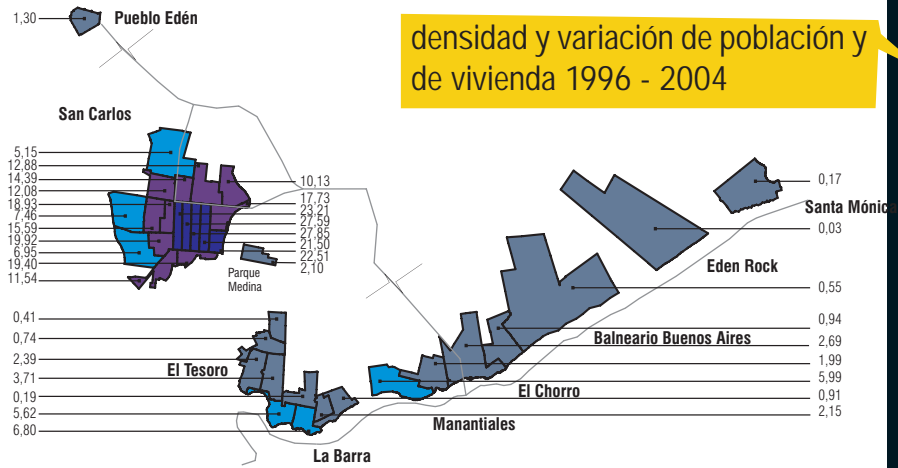 1,30
Pueblo Edén
densidad y variación de población y
de vivienda 1996 - 2004
San Carlos
5,15
12,88
14,39
12,08
18,93
7,46
15,59
19,92
6,95
19,40
11,54
10,13
17,73
23,21
27,59
27,85
21,50
22,51
2,10
Parque
Medina
0,17
Santa Mónica
0,03
Eden Rock
0,55
0,94
Balneario Buenos Aires
2,69
1,99
5,99
El Chorro
0,91
2,15
Manantiales
0,41
0,74
2,39
El Tesoro
3,71
0,19
5,62
6,80
La Barra